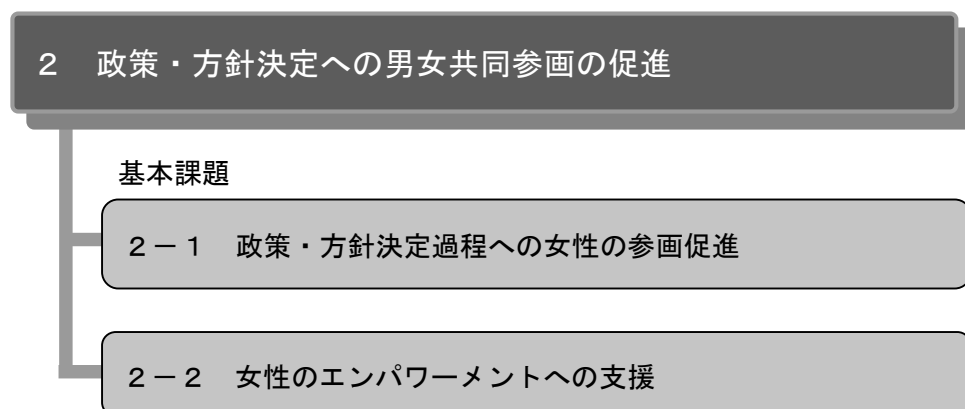 ２　政策・方針決定への男女共同参画の促進
基本課題
２－１　政策・方針決定過程への女性の参画促進
２－２　女性のエンパワーメントへの支援